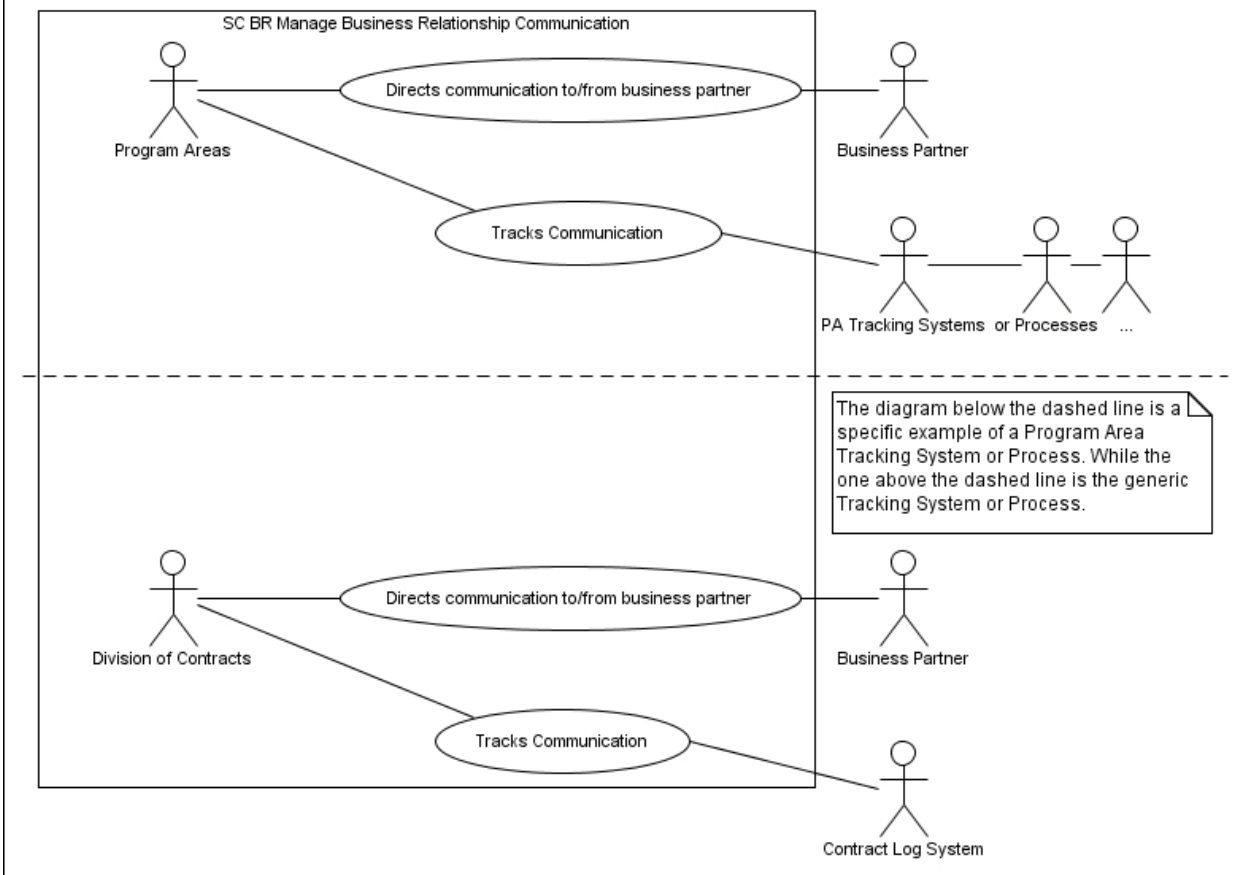 SC BR Manage Business Relationship Communication
Directs communication to/from business partner
Program Areas
Business Partner
Tracks Communication
PA Tracking Systems or Processes ...
The diagram below the dashed line is a
specific example of a Program Area
Tracking System or Process. While the
one above the dashed line is the generic
Tracking System or Process.
Directs communication to/from business partner
Division of Contracts
Business Partner
Tracks Communication
Contract Log System